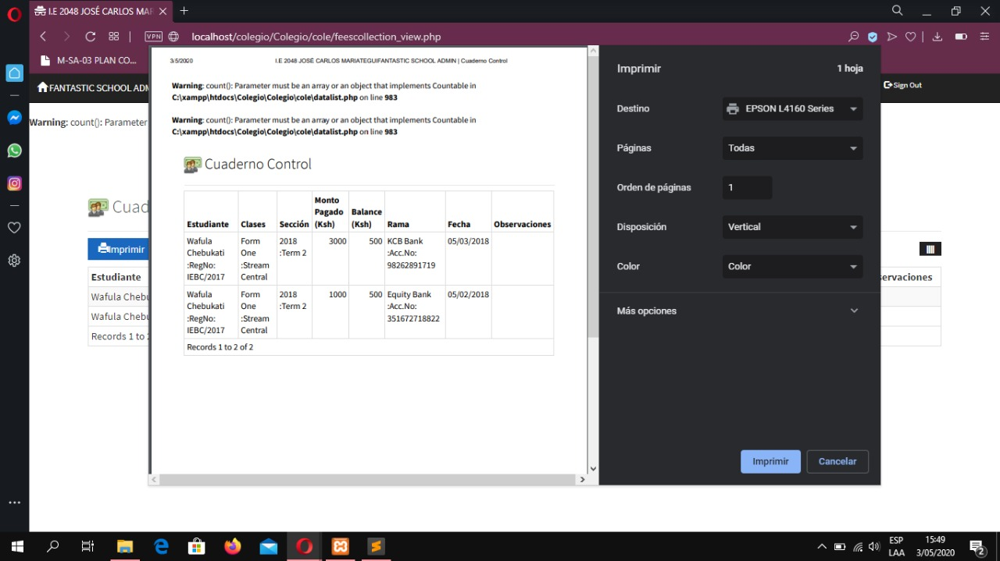 I.E 2048 JOSÉ CARLOS MAR
VPN
localhost/colegio/Colegio/cole/feescollection_view.php
M-SA-03 PLAN CO...
FANTASTIC SCHOOL ADM
Sign Out
Warning: count(): Parameter
Cuad
Imprimir
Estudiante
ervaciones
Wafula Chebu
Wafula Chebu
Records 1 to 2
3/5/2020
I.E 2048 JOSÉ CARLOS MARIATEGUIFANTASTIC SCHOOL ADMIN | Cuaderno Control
Warning: count(): Parameter must be an array or an object that implements Countable in
C:\xampp\htdocs\Colegio\Colegio\cole\datalist.php on line 983
Warning: count(): Parameter must be an array or an object that implements Countable in
C:\xampp\htdocs\Colegio\Colegio\cole\datalist.php on line 983
Cuaderno Control
Monto
Pagado Balance
Estudiante Clases Sección (Ksh) (Ksh) Rama Fecha Observaciones
Wafula Form 2018 3000 500 KCB Bank 05/03/2018
Chebukati One :Term 2 :Acc.No:
:RegNo: :Stream 98262891719
IEBC/2017 Central
Wafula Form 2018 1000 500 Equity Bank 05/02/2018
Chebukati One :Term 2 :Acc.No:
:RegNo: :Stream 351672718822
IEBC/2017 Central
Records 1 to 2 of 2
Imprimir 1 hoja
Destino EPSON L4160 Series
Páginas Todas
Orden de páginas 1
Disposición Vertical
Color Color
Más opciones
Imprimir Cancelar
ESP 15:49
LAA 3/05/2020
2